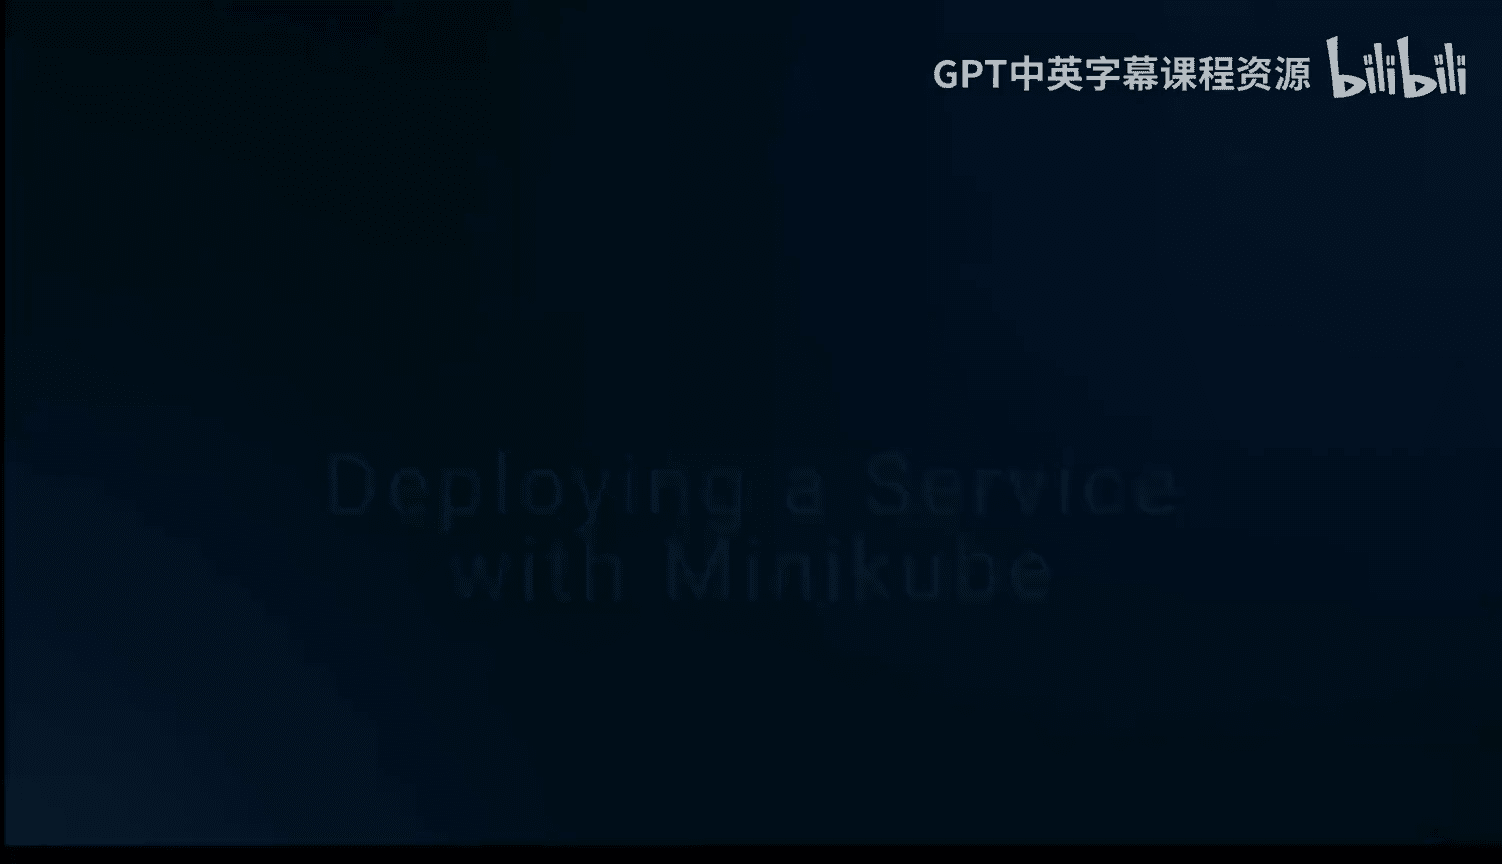 GPT中英字幕课程资源 bilibili
Deploying a Service
with Minikube